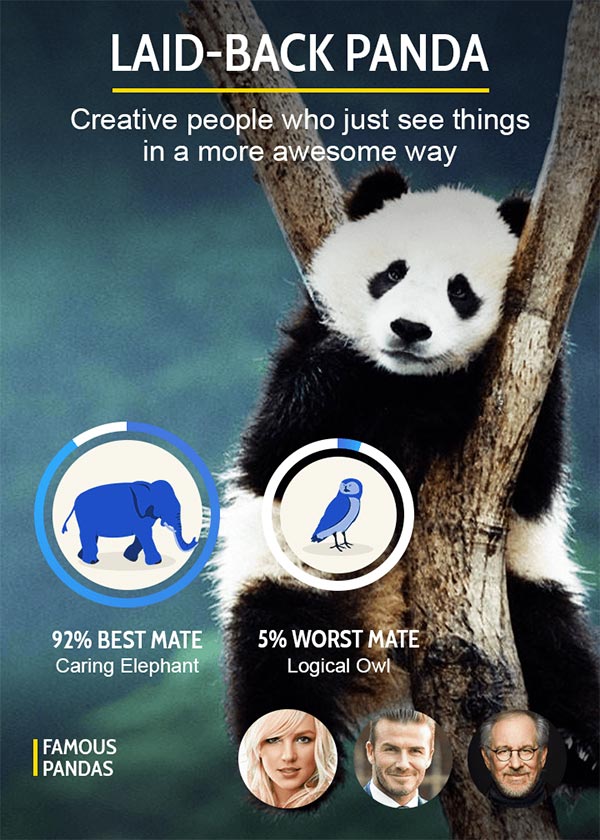 LAID-BACK PANDA
Creative people who just see things
in a more awesome way
92% BEST MATE
Caring Elephant
5% WORST MATE
Logical Owl
FAMOUS
PANDAS